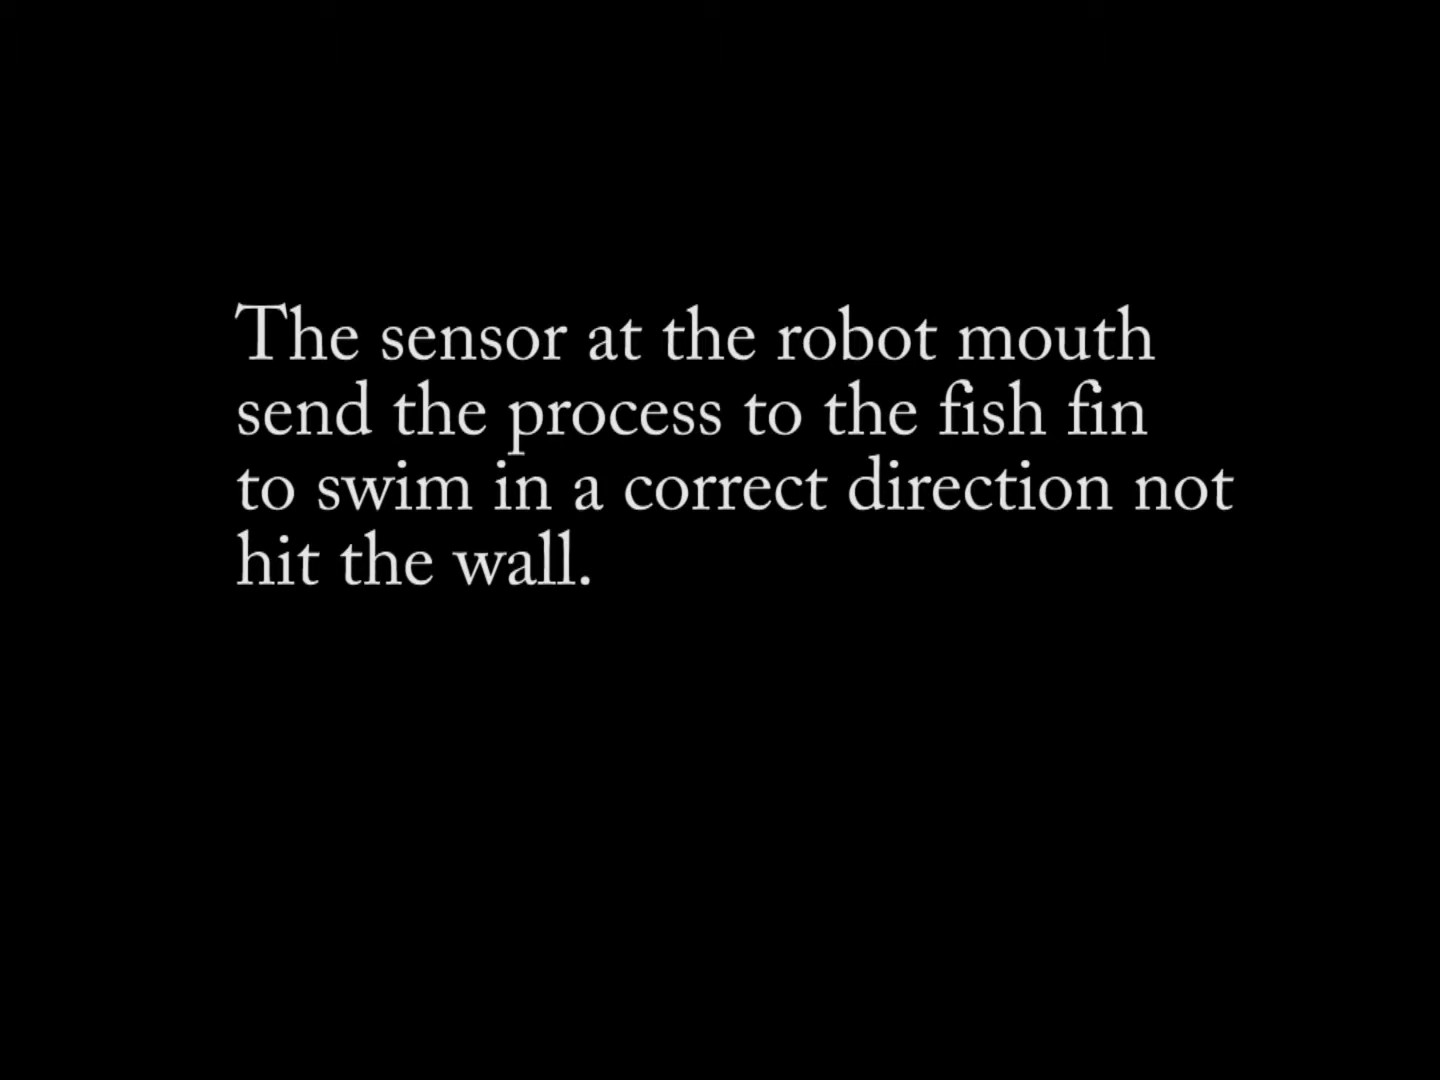 The sensor at the robot mouth
send the process to the fish fin
to swim in a correct direction not
hit the wall.